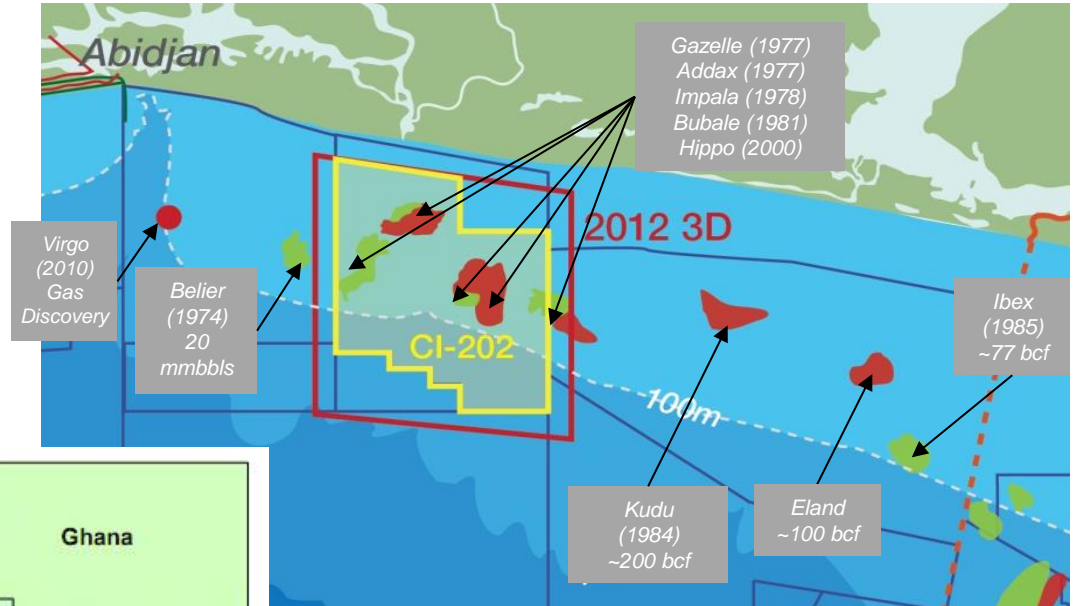 Abidjan
Gazelle (1977)
Addax (1977)
Impala (1978)
Bubale (1981)
Hippo (2000)
2012 3D
Virgo
(2010)
Gas
Discovery
Belier
(1974)
20
mmbbls
CI-202
Ibex
(1985)
~77 bcf
100m
Kudu
(1984)
~200 bcf
Eland
~100 bcf
Ghana